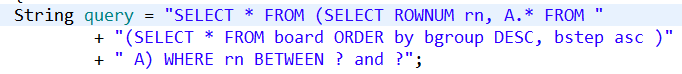 String query = "SELECT * FROM (SELECT ROWNUM rn, A.* FROM "
+ "(SELECT * FROM board ORDER by bgroup DESC, bstep asc )"
+ " A) WHERE rn BETWEEN ? and ?";